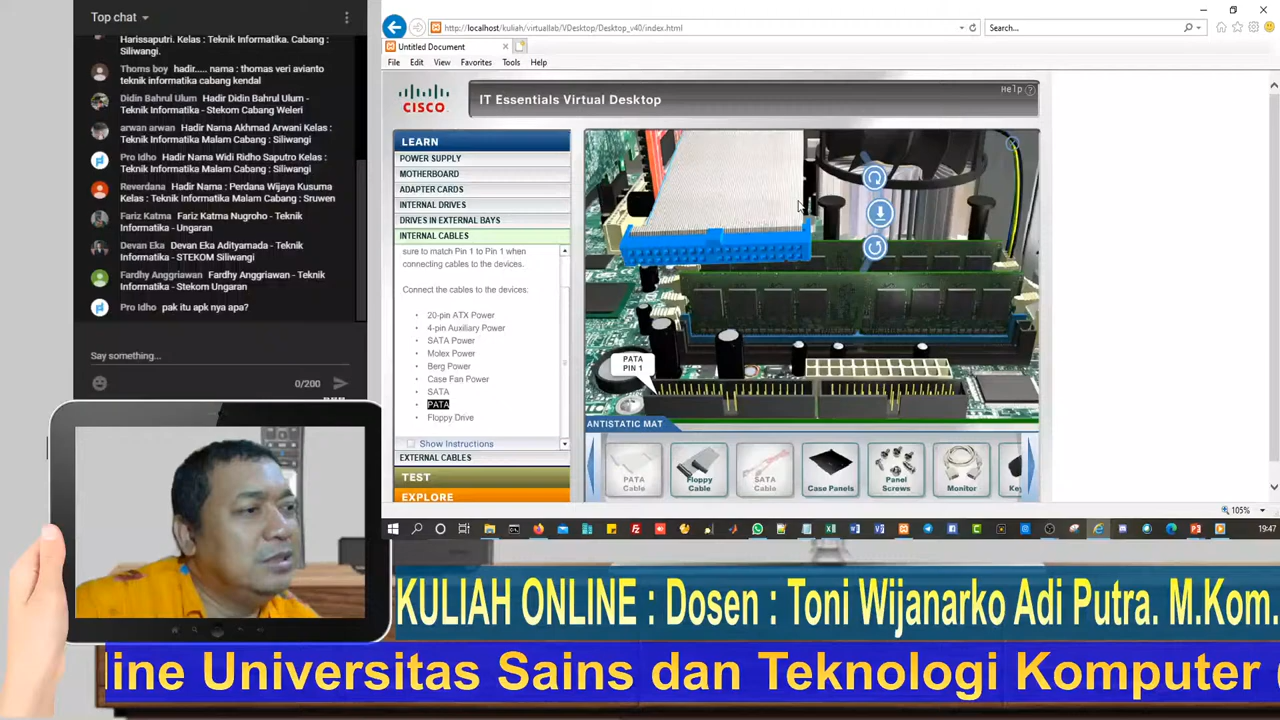 Top chat
Harissaputri. Kelas : Teknik Informatika. Cabang :
Siliwangi.
Thoms boy hadir..... nama : thomas veri avianto
teknik informatika cabang kendal
Didin Bahrul Ulum Hadir Didin Bahrul Ulum -
Teknik Informatika - Stekom Cabang Weleri
arwan arwan Hadir Nama Akhmad Arwani Kelas :
Teknik Informatika Malam Cabang : Siliwangi
Pro Idho Hadir Nama Widi Ridho Saputro Kelas :
Teknik Informatika Malam Cabang : Siliwangi
Reverdana Hadir Nama : Perdana Wijaya Kusuma
Kelas : Teknik Informatika Malam Cabang : Sruwen
Fariz Katma Fariz Katma Nugroho - Teknik
Informatika - Ungaran
Devan Eka Devan Eka Adityamada - Teknik
Informatika - STEKOM Siliwangi
Fardhy Anggriawan Fardhy Anggriawan - Teknik
Informatika - Stekom Ungaran
Pro Idho pak itu apk nya apa?
Say something...
0/200
http://localhost/kuliah/virtuallab/VDesktop/Desktop_v40/index.html
Search...
Untitled Document
File Edit View Favorites Tools Help
CISCO
IT Essentials Virtual Desktop
Help ?
LEARN
POWER SUPPLY
MOTHERBOARD
ADAPTER CARDS
INTERNAL DRIVES
DRIVES IN EXTERNAL BAYS
INTERNAL CABLES
sure to match Pin 1 to Pin 1 when
connecting cables to the devices.
Connect the cables to the devices:
• 20-pin ATX Power
• 4-pin Auxiliary Power
• SATA Power
• Molex Power
• Berg Power
• Case Fan Power
• SATA
• PATA
• Floppy Drive
Show Instructions
EXTERNAL CABLES
TEST
EXPLORE
PATA
PIN 1
ANTISTATIC MAT
PATA
Cable
Floppy
Cable
SATA
Cable
Case Panels
Panel
Screws
Monitor
105%
19:47
KULIAH ONLINE : Dosen : Toni Wijanarko Adi Putra. M.Kom.
line Universitas Sains dan Teknologi Komputer